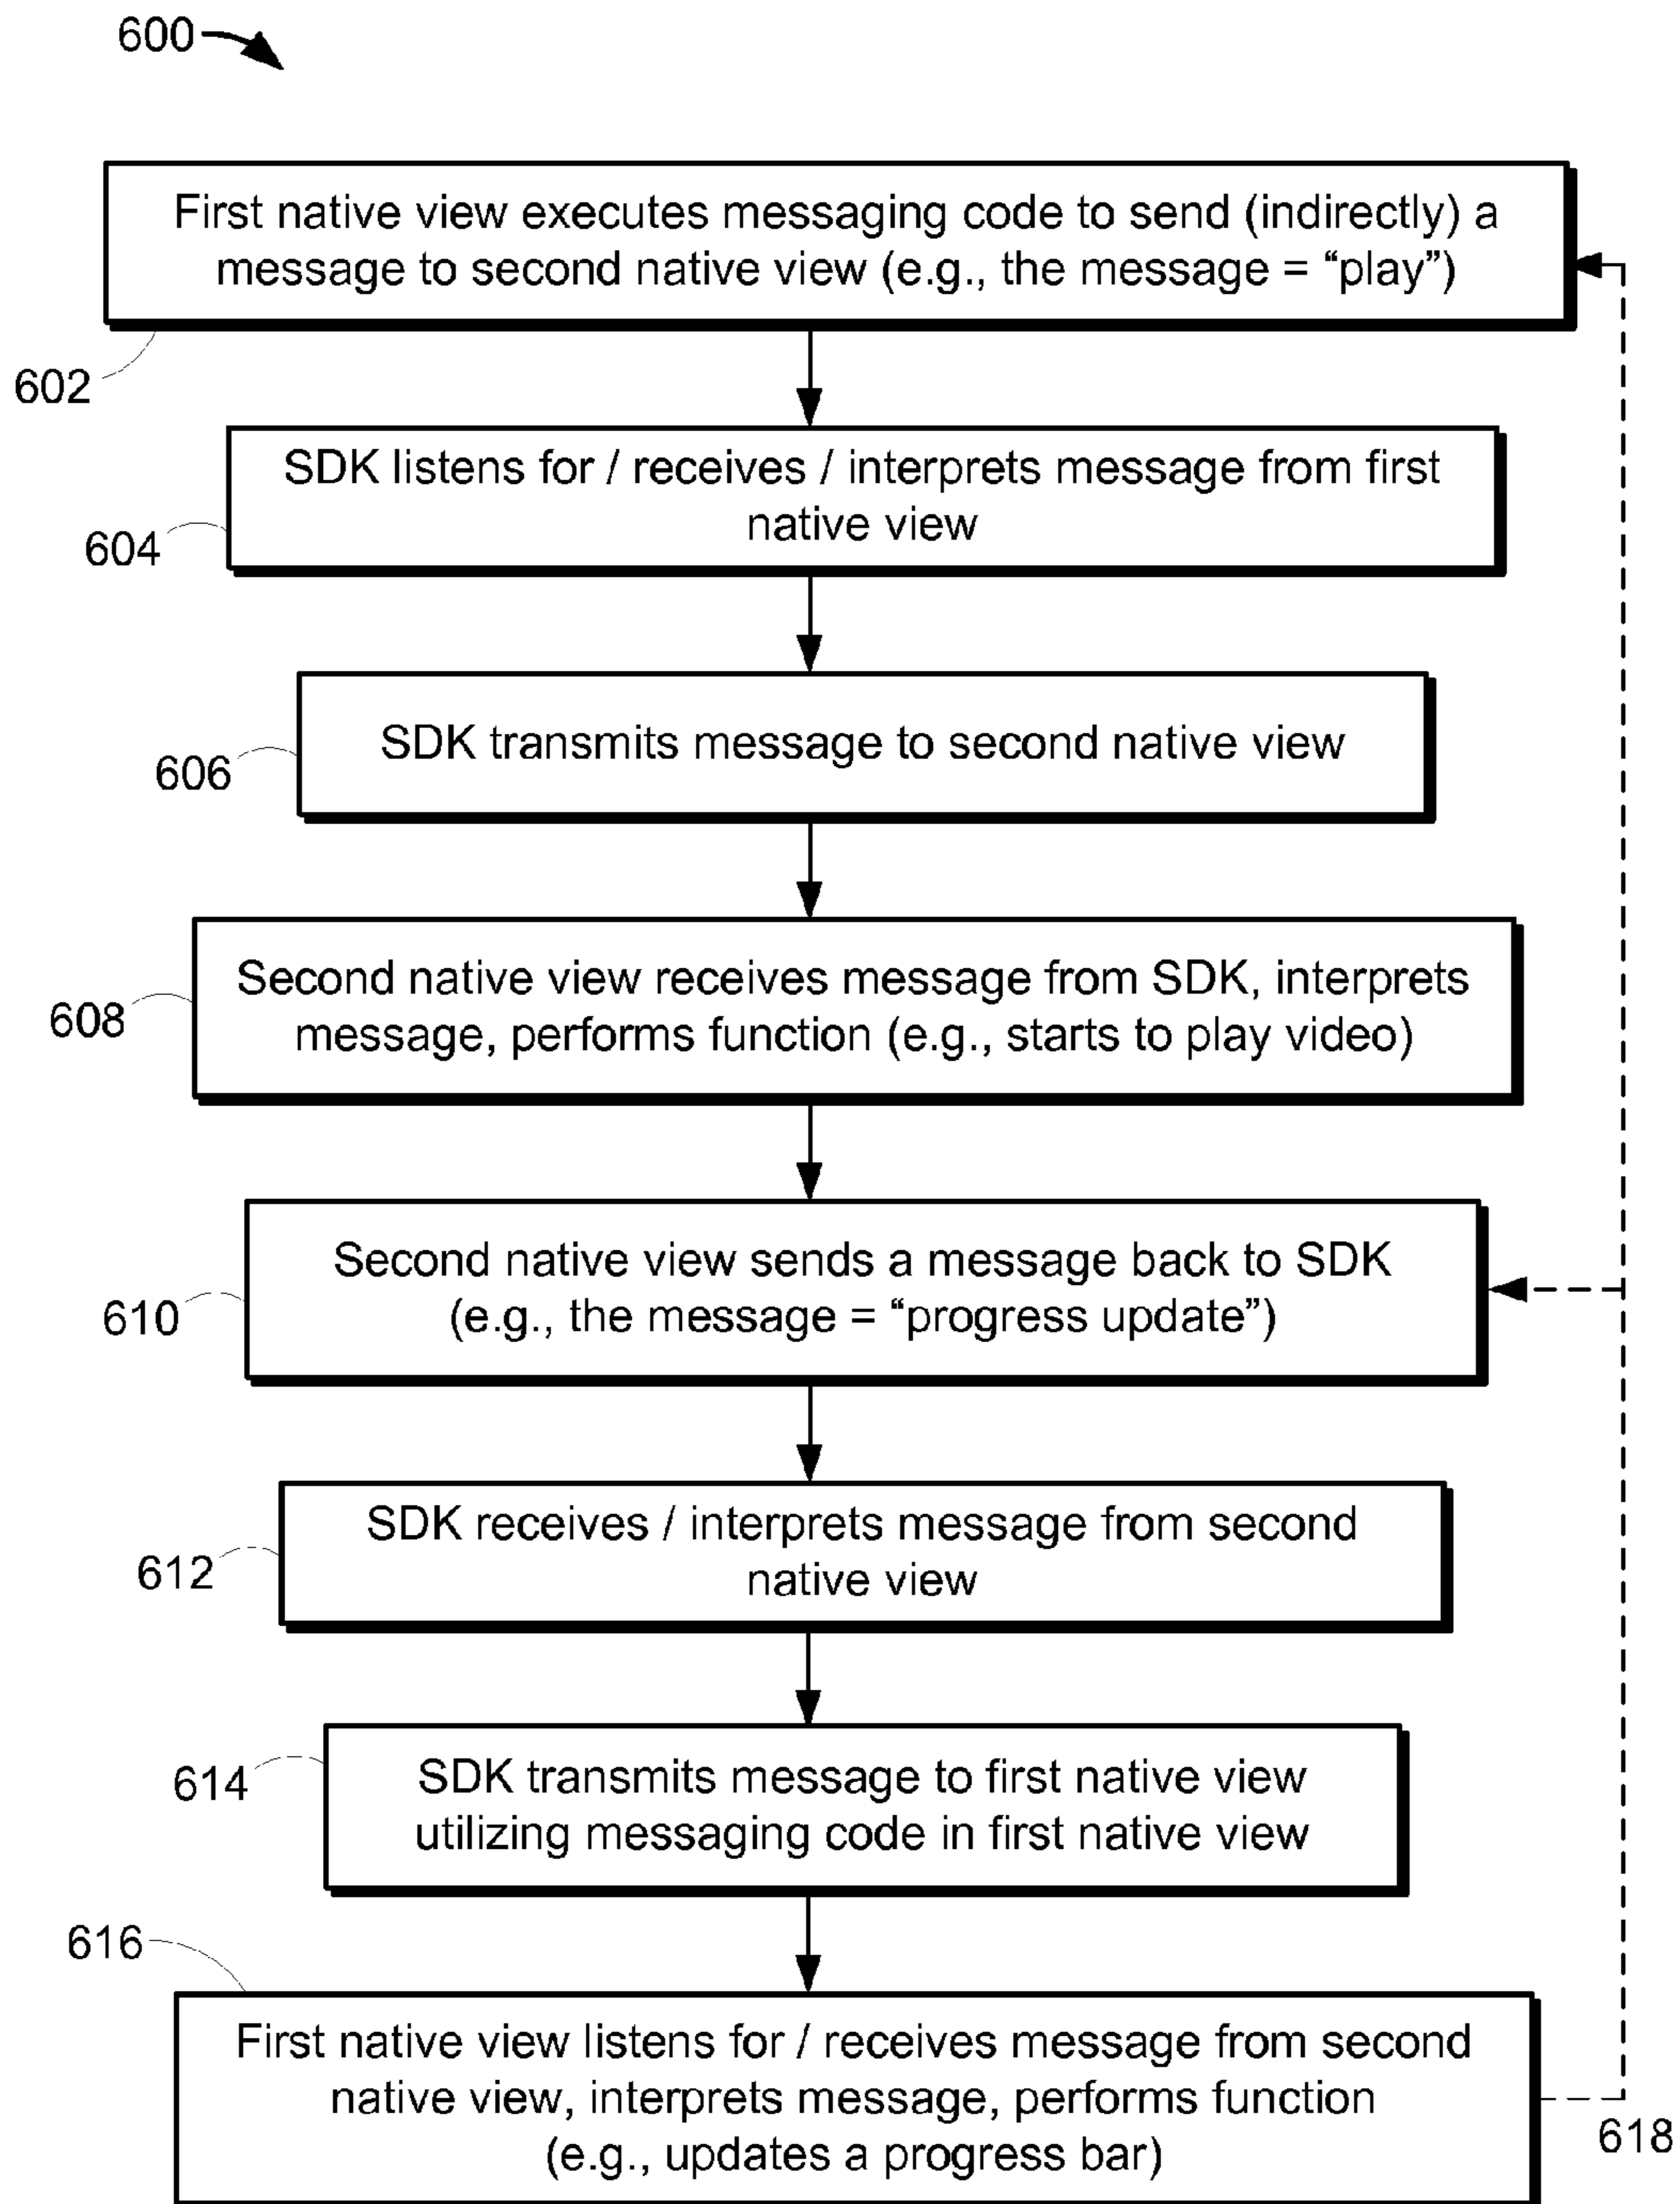 600
First native view executes messaging code to send (indirectly) a
message to second native view (e.g., the message = “play”)
602
SDK listens for / receives / interprets message from first
native view
604
SDK transmits message to second native view
606
Second native view receives message from SDK, interprets
message, performs function (e.g., starts to play video)
608
Second native view sends a message back to SDK
(e.g., the message = “progress update”)
610
SDK receives / interprets message from second
native view
612
SDK transmits message to first native view
utilizing messaging code in first native view
614
616
First native view listens for / receives message from second
native view, interprets message, performs function
(e.g., updates a progress bar)
618